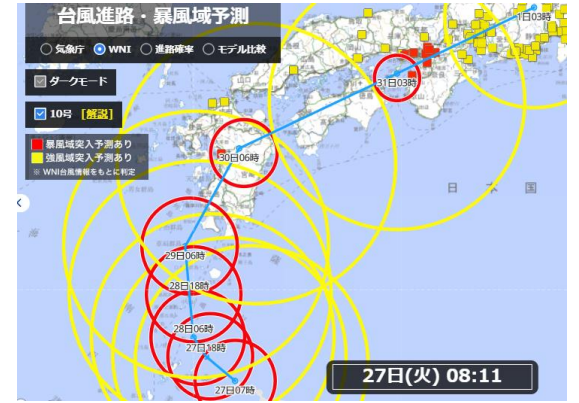 台風進路・暴風域予測
気象庁 WNI 進路確率 モデル比較
ダークモード
10号 [解説]
暴風域突入予測あり
強風域突入予測あり
※ WNI台風情報をもとに判定
1日03時
31日03時
30日06時
29日06時
28日18時
28日06時
27日18時
27日07時
日本国
27日(火) 08:11